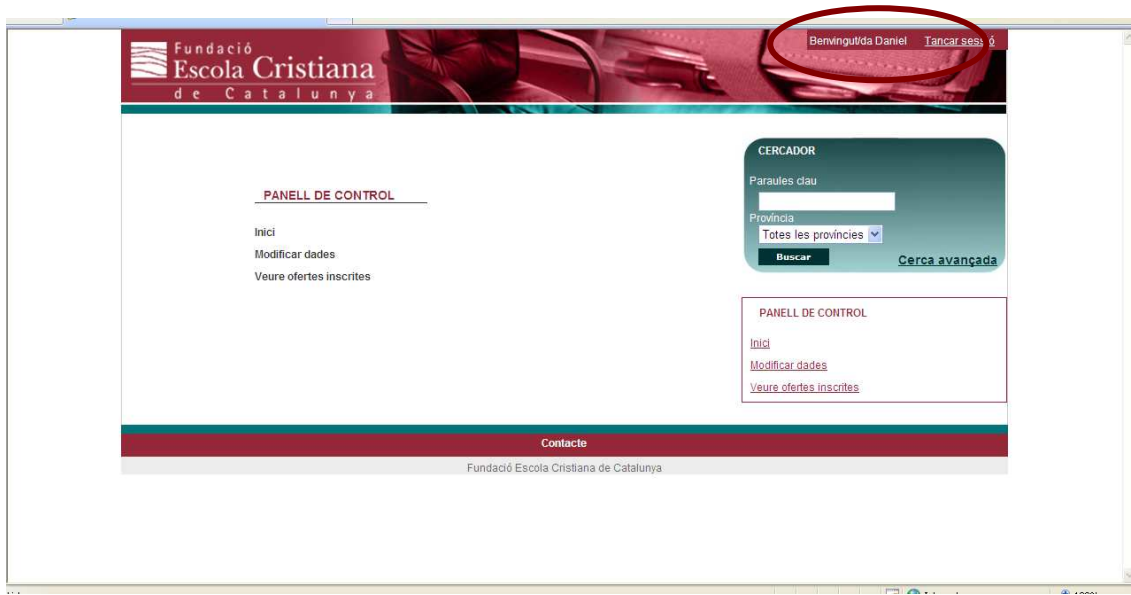 Fundació
Escola Cristiana
de Catalunya
Benvingut/da Daniel Tancar sessió
CERCADOR
Paraules clau
Província
Totes les províncies
Buscar
Cerca avançada
PANELL DE CONTROL
Inici
Modificar dades
Veure ofertes inscrites
PANELL DE CONTROL
Inici
Modificar dades
Veure ofertes inscrites
Contacte
Fundació Escola Cristiana de Catalunya